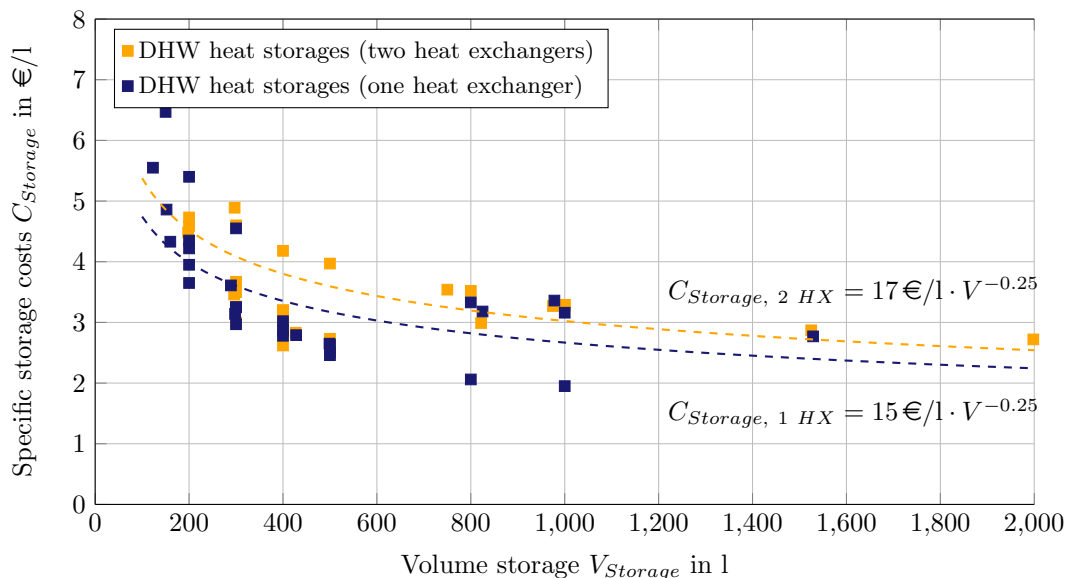 8
7
6
5
4
3
2
1
0
Specific storage costs C_Storage in €/l
DHW heat storages (two heat exchangers)
DHW heat storages (one heat exchanger)
C_Storage, 2 HX = 17 €/l · V^−0.25
C_Storage, 1 HX = 15 €/l · V^−0.25
0 200 400 600 800 1,000 1,200 1,400 1,600 1,800 2,000
Volume storage V_Storage in l